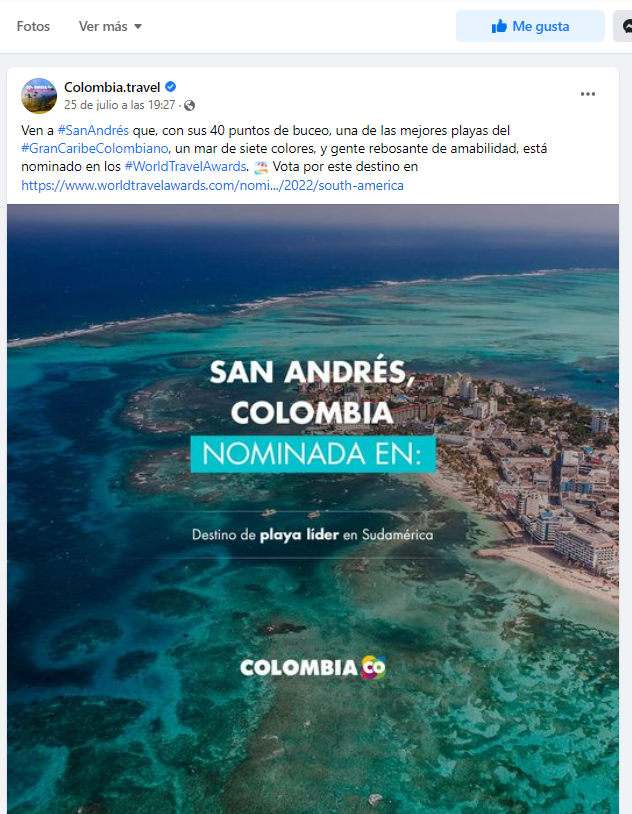 Fotos
Ver más
Me gusta
Colombia.travel
25 de julio a las 19:27 ·
Ven a #SanAndrés que, con sus 40 puntos de buceo, una de las mejores playas del
#GranCaribeColombiano, un mar de siete colores, y gente rebosante de amabilidad, está
nominado en los #WorldTravelAwards. 🏖️ Vota por este destino en
https://www.worldtravelawards.com/nomi.../2022/south-america
SAN ANDRÉS,
COLOMBIA
NOMINADA EN:
Destino de playa líder en Sudamérica
COLOMBIA CO